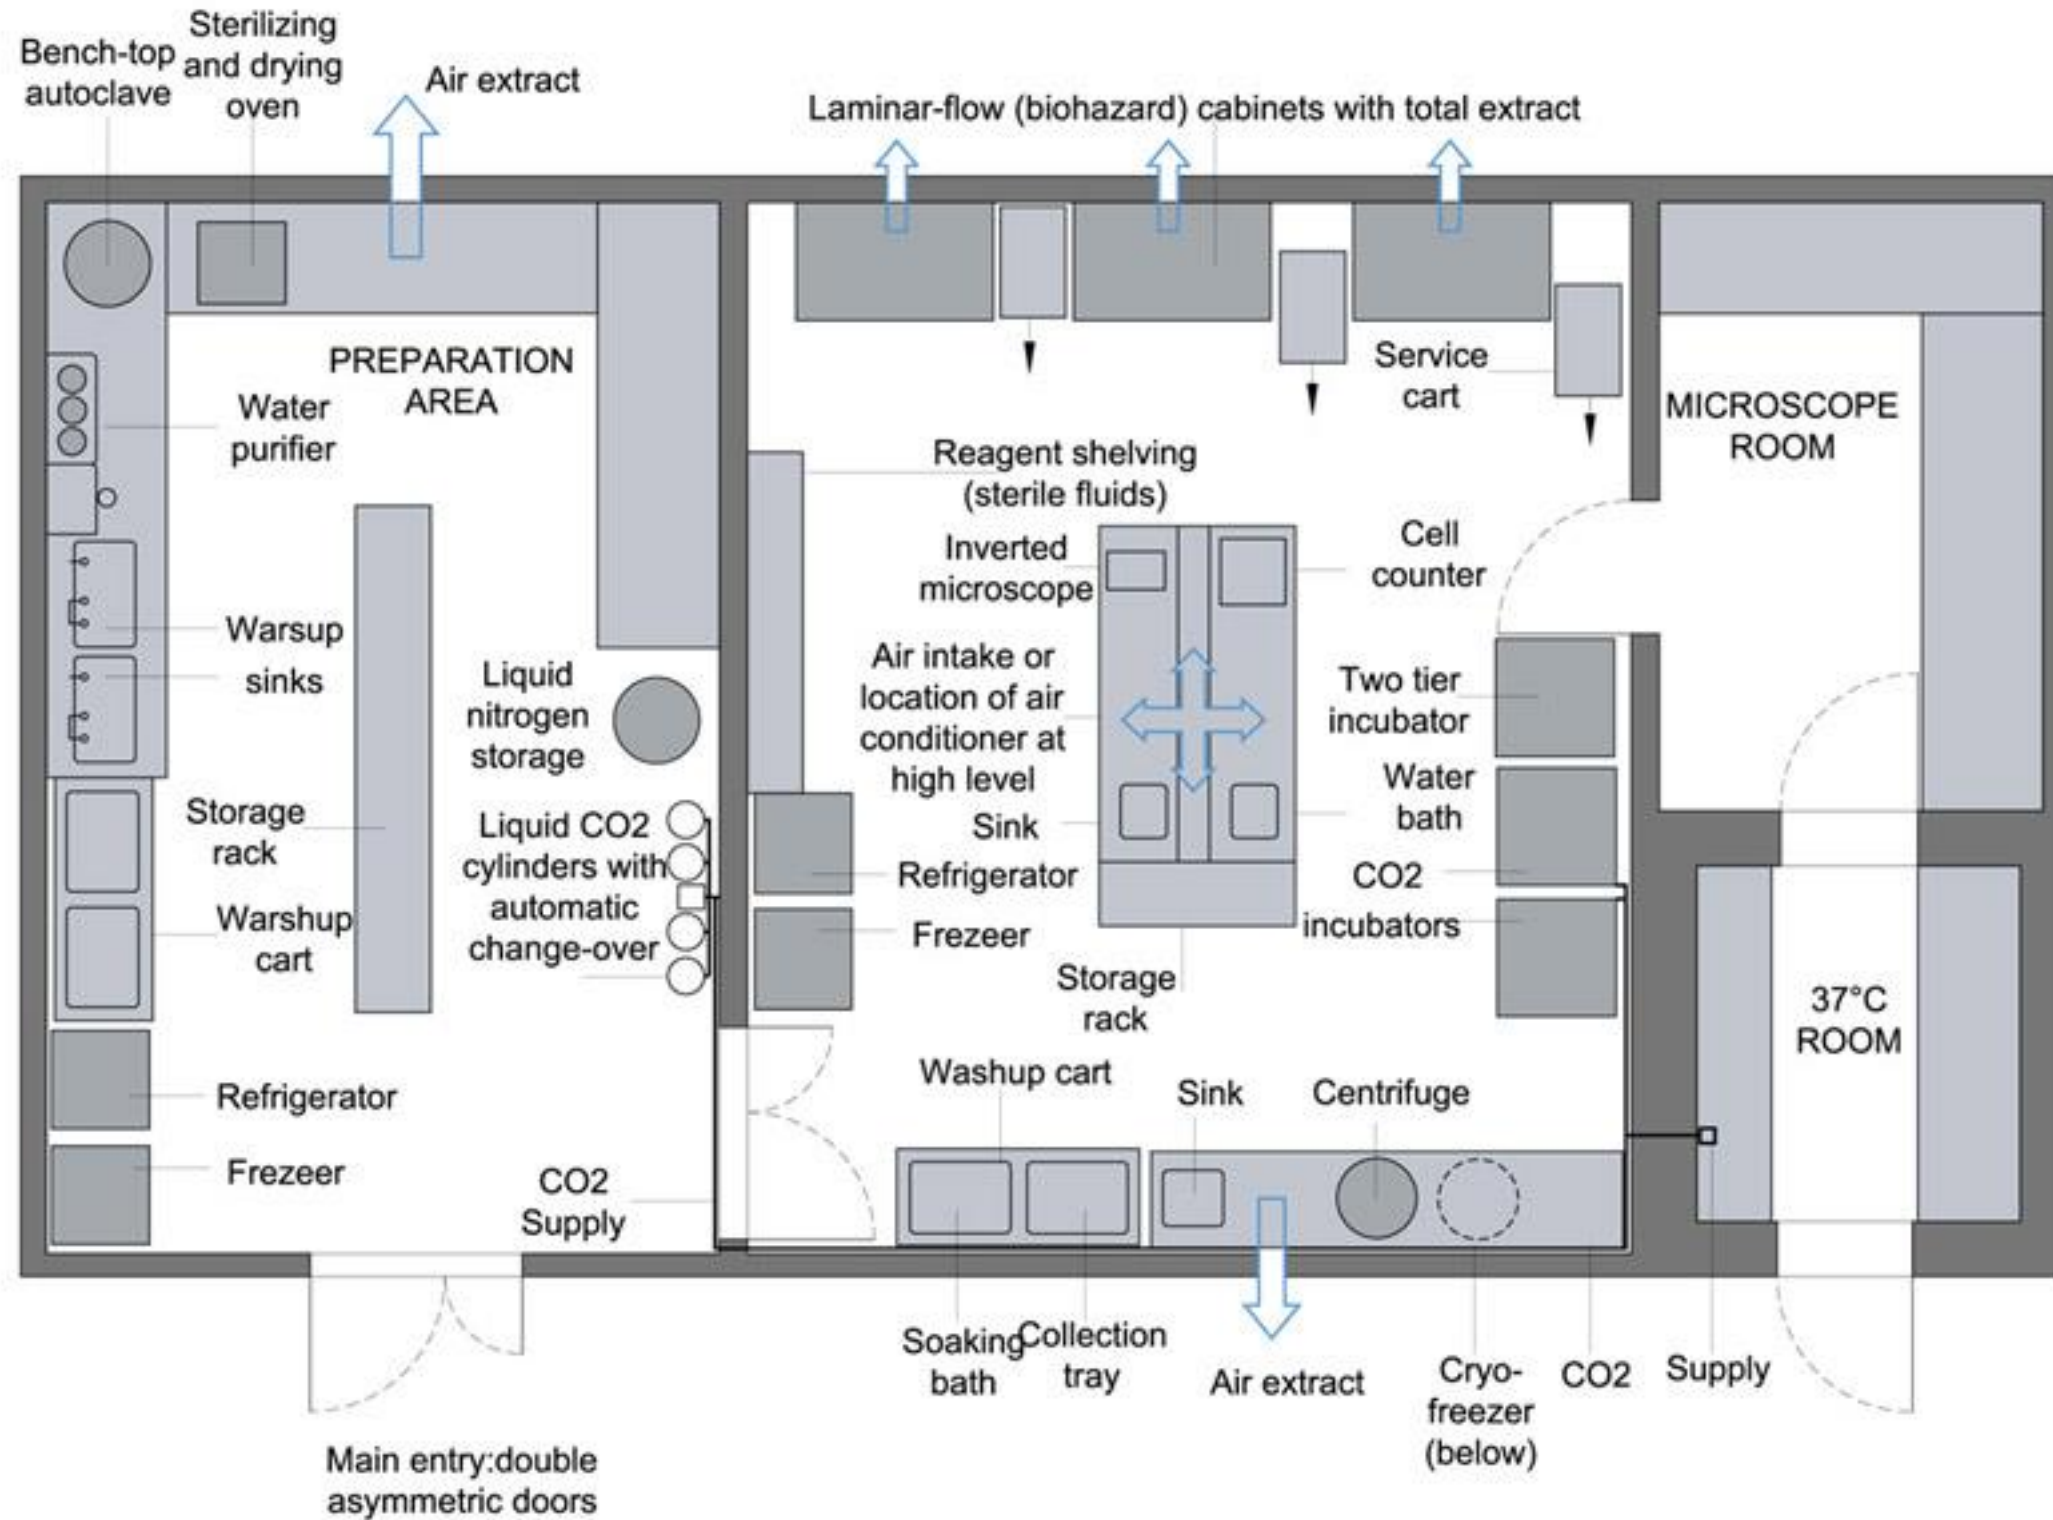 Bench-top
autoclave
Sterilizing
and drying
oven
Air extract
Laminar-flow (biohazard) cabinets with total extract
PREPARATION
AREA
Water
purifier
Warsup
sinks
Storage
rack
Warshup
cart
Refrigerator
Frezeer
Liquid
nitrogen
storage
Liquid CO2
cylinders with
automatic
change-over
CO2
Supply
Main entry:double
asymmetric doors
Service
cart
Reagent shelving
(sterile fluids)
Inverted
microscope
Cell
counter
Air intake or
location of air
conditioner at
high level
Sink
Two tier
incubator
Water
bath
Refrigerator
CO2
incubators
Frezeer
Storage
rack
Washup cart
Sink
Centrifuge
Soaking
bath
Collection
tray
Air extract
Cryo-
freezer
(below)
CO2
Supply
MICROSCOPE
ROOM
37°C
ROOM